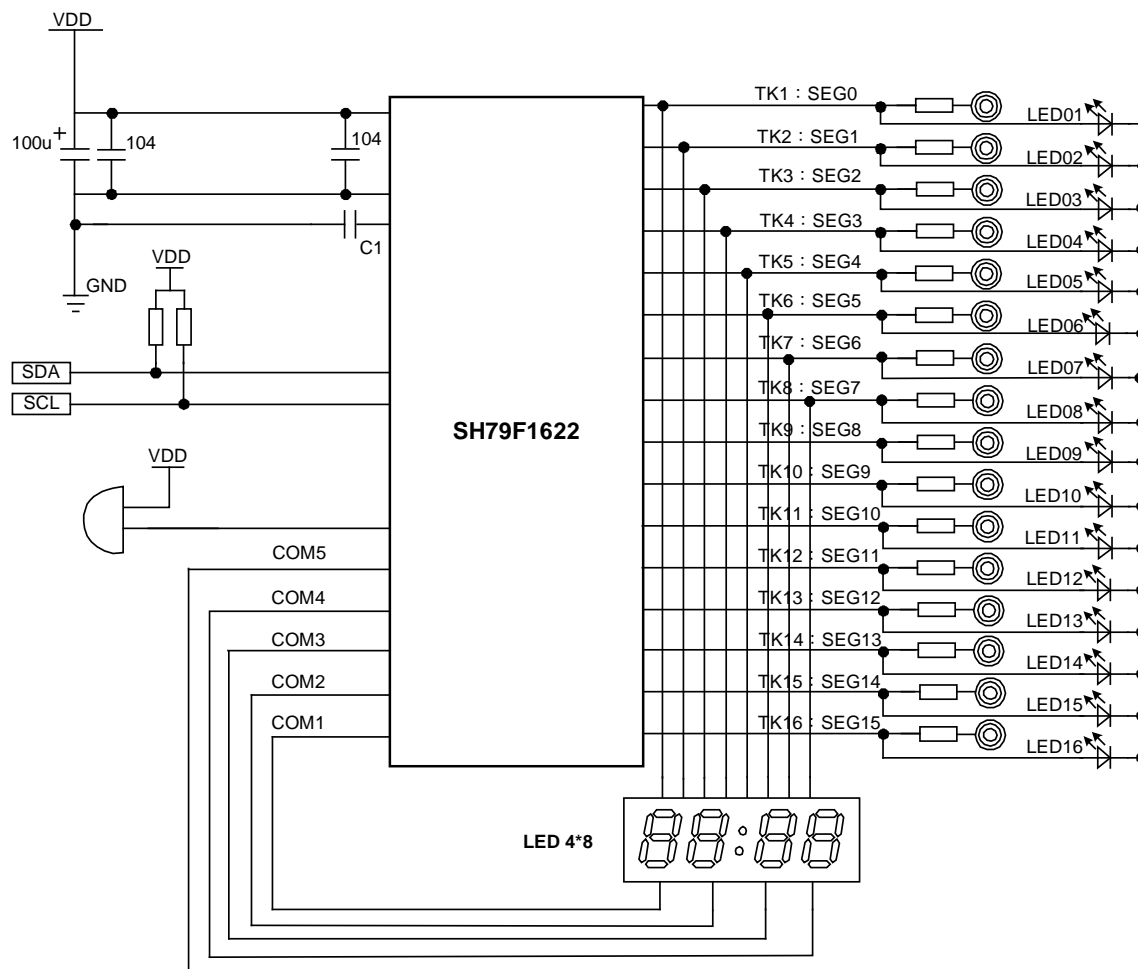 VDD
100u
+
104
104
C1
VDD
GND
SDA
SCL
VDD
COM5
COM4
COM3
COM2
COM1
SH79F1622
TK1：SEG0
TK2：SEG1
TK3：SEG2
TK4：SEG3
TK5：SEG4
TK6：SEG5
TK7：SEG6
TK8：SEG7
TK9：SEG8
TK10：SEG9
TK11：SEG10
TK12：SEG11
TK13：SEG12
TK14：SEG13
TK15：SEG14
TK16：SEG15
LED01
LED02
LED03
LED04
LED05
LED06
LED07
LED08
LED09
LED10
LED11
LED12
LED13
LED14
LED15
LED16
LED 4*8
88:88